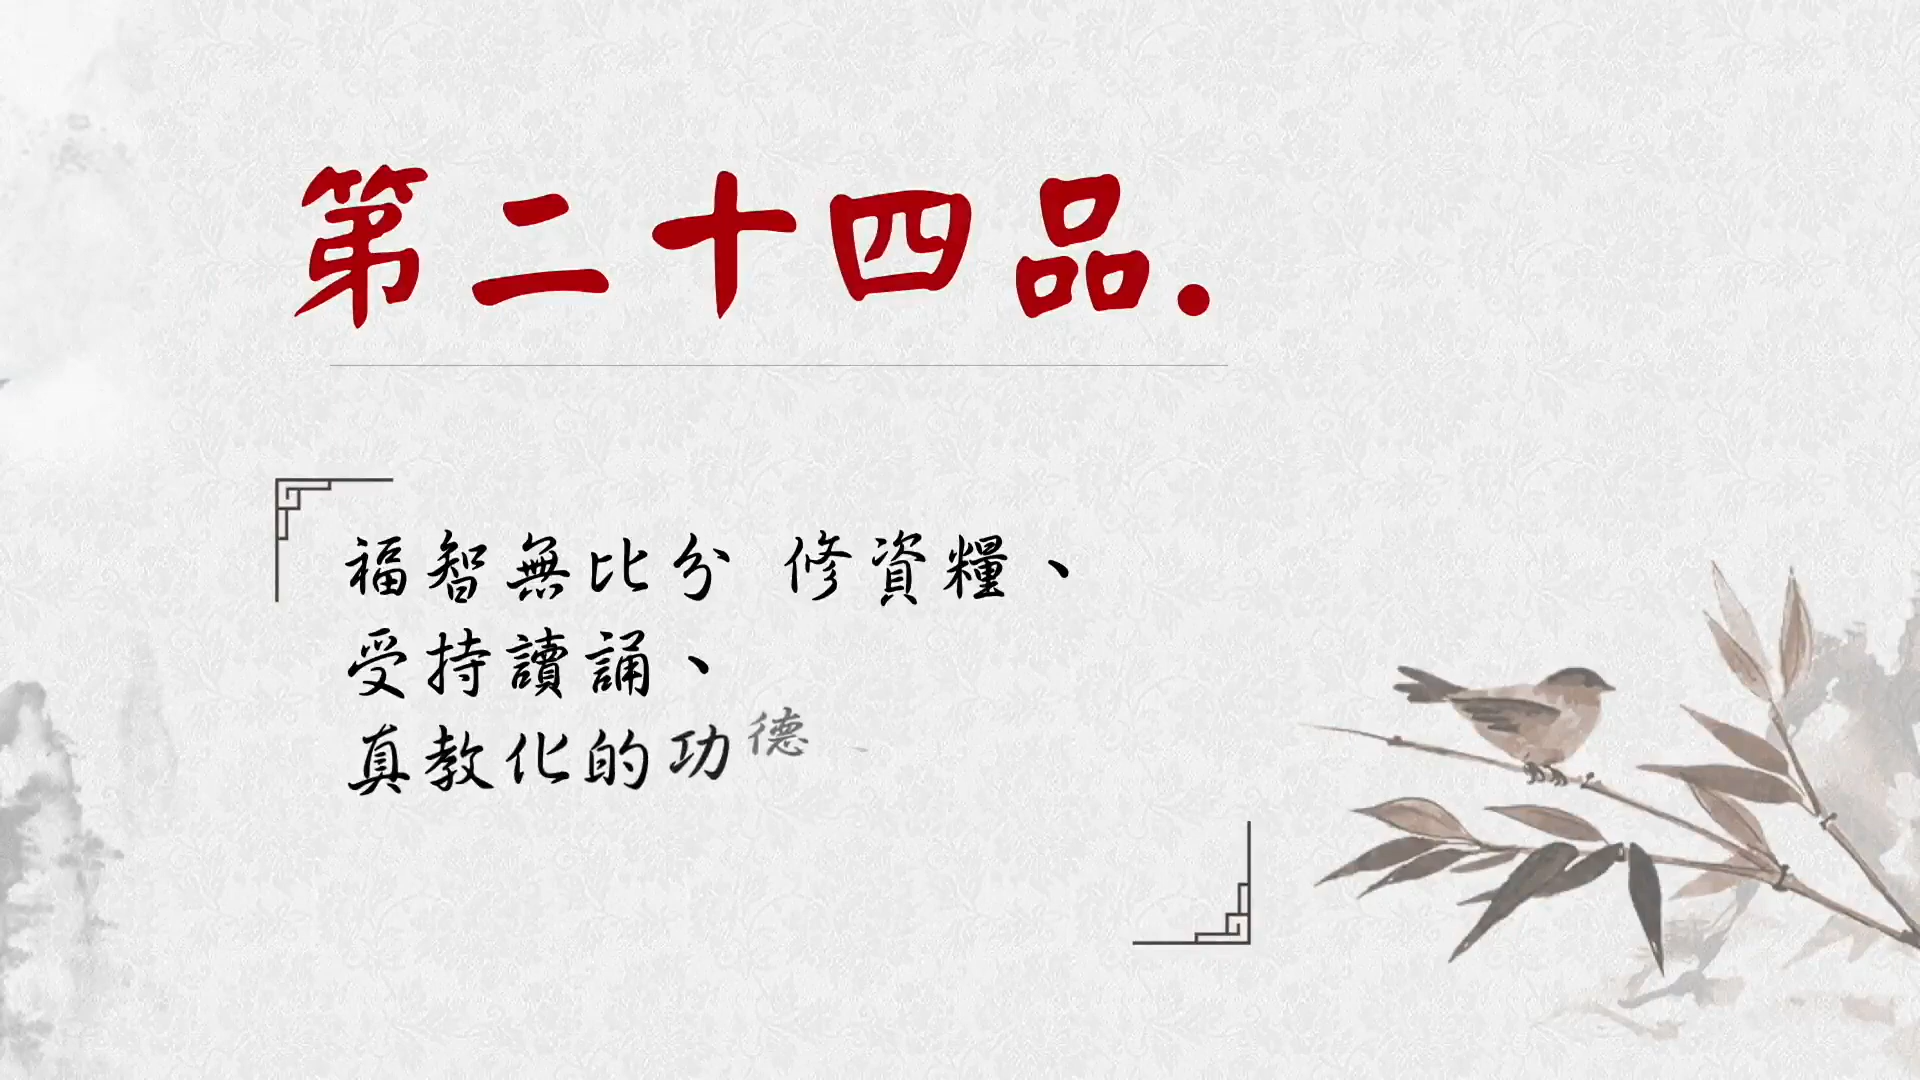 第二十四品.
福智無比分 修資糧、
受持讀誦、
真教化的功德